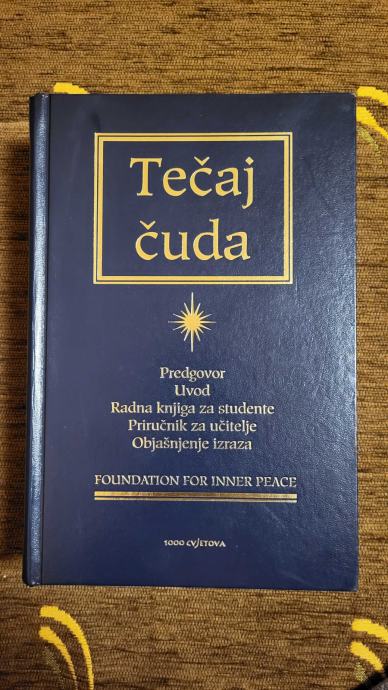 Tečaj
čuda
Predgovor
Uvod
Radna knjiga za studente
Priručnik za učitelje
Objašnjenje izraza
FOUNDATION FOR INNER PEACE
1000 CVJETOVA